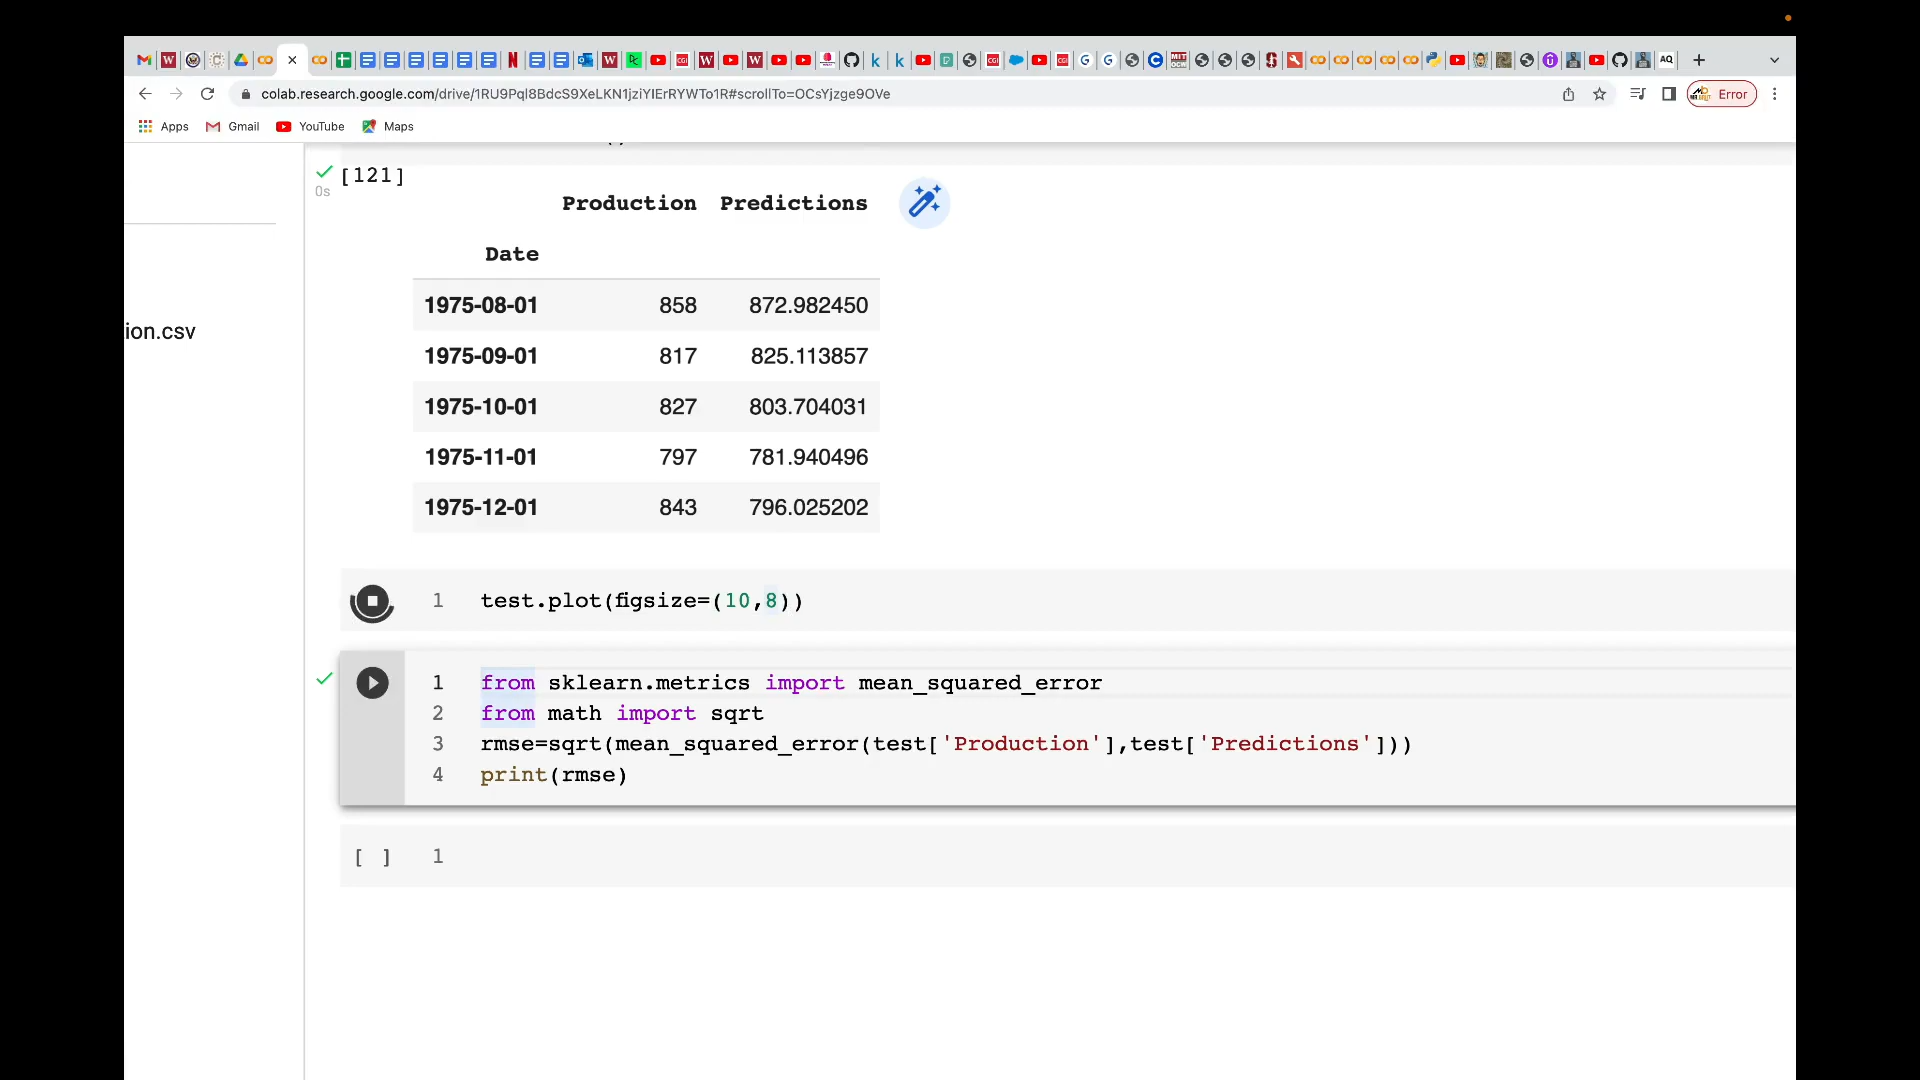 colab.research.google.com/drive/1RU9PqI8BdcS9XeLKN1jziYIErRYWTo1R#scrollTo=OCsYjzge9OVe
Error
Apps Gmail YouTube Maps
[121]
0s
Production Predictions
Date
1975-08-01 858 872.982450
1975-09-01 817 825.113857
1975-10-01 827 803.704031
1975-11-01 797 781.940496
1975-12-01 843 796.025202
ion.csv
1 test.plot(figsize=(10,8))
1 from sklearn.metrics import mean_squared_error
2 from math import sqrt
3 rmse=sqrt(mean_squared_error(test['Production'],test['Predictions']))
4 print(rmse)
[ ] 1